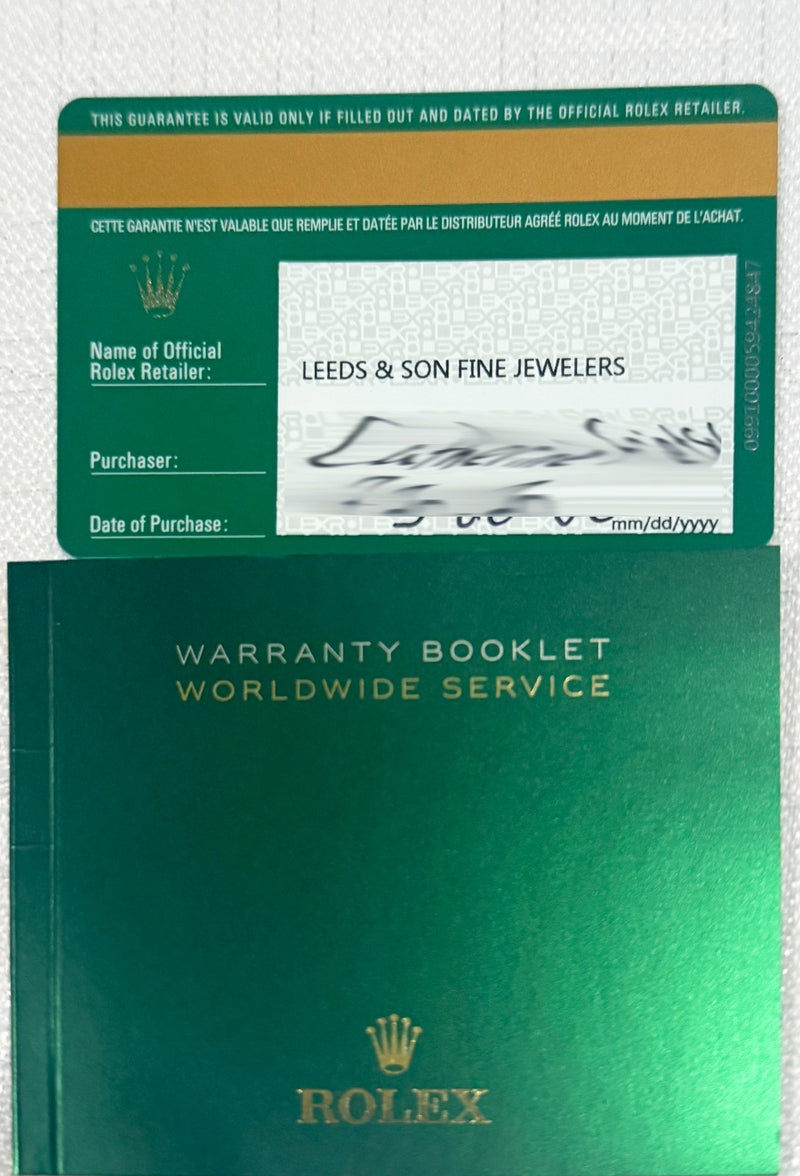 THIS GUARANTEE IS VALID ONLY IF FILLED OUT AND DATED BY THE OFFICIAL ROLEX RETAILER.
CETTE GARANTIE N'EST VALABLE QUE REMPLIE ET DATÉE PAR LE DISTRIBUTEUR AGRÉÉ ROLEX AU MOMENT DE L'ACHAT.
Name of Official
Rolex Retailer:
LEEDS & SON FINE JEWELERS
Purchaser:
Date of Purchase:
mm/dd/yyyy
WARRANTY BOOKLET
WORLDWIDE SERVICE
ROLEX